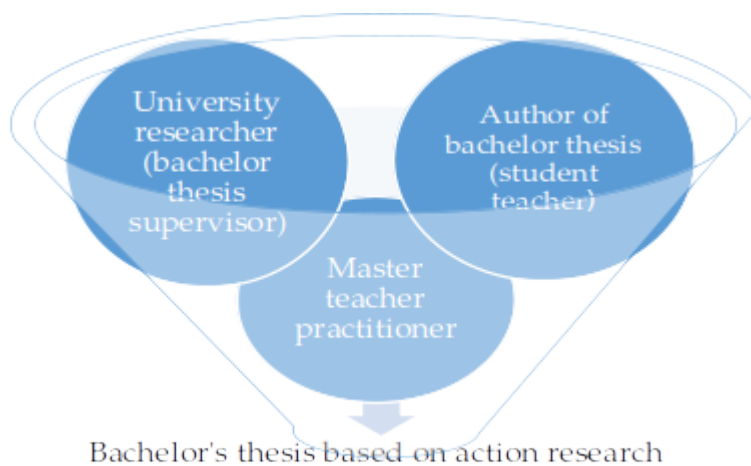 University
researcher
(bachelor
thesis
supervisor)
Author of
bachelor thesis
(student
teacher)
Master
teacher
practitioner
Bachelor's thesis based on action research